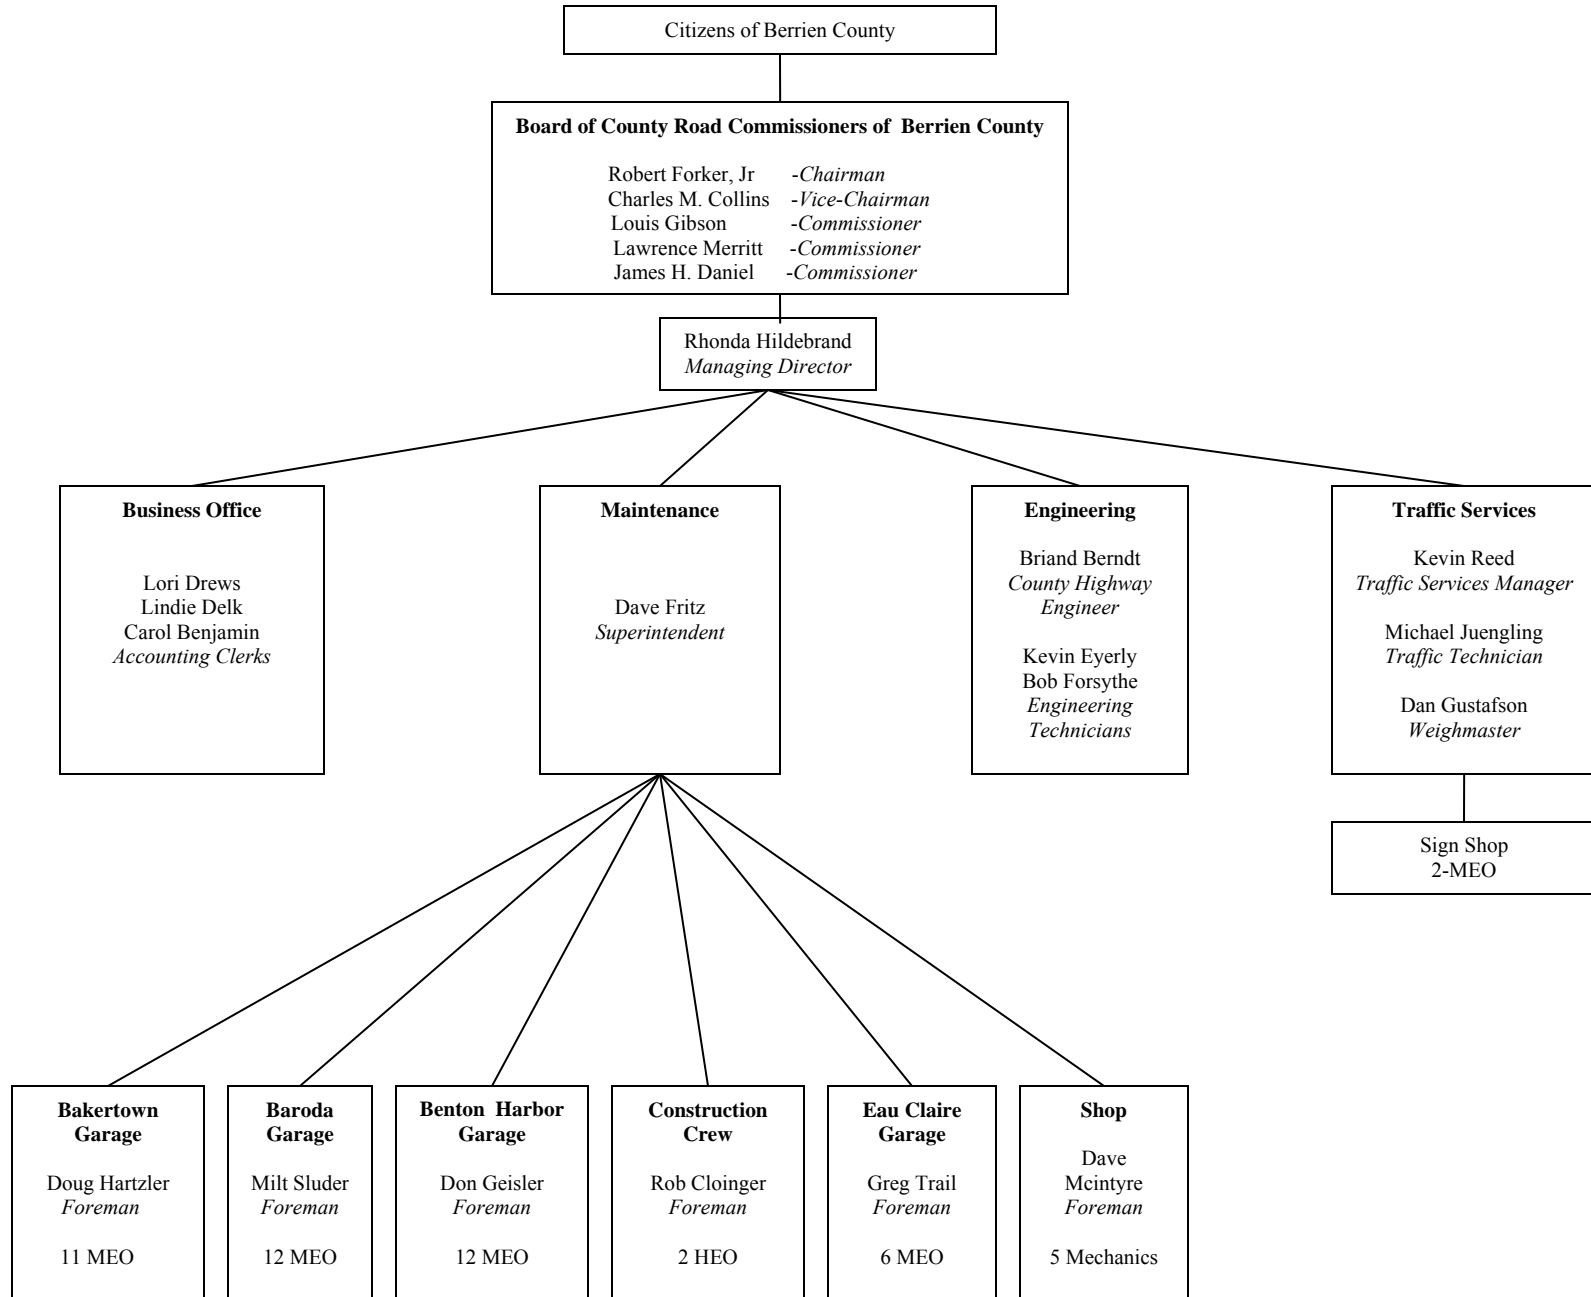 Citizens of Berrien County
Board of County Road Commissioners of Berrien County
Robert Forker, Jr -Chairman
Charles M. Collins -Vice-Chairman
Louis Gibson -Commissioner
Lawrence Merritt -Commissioner
James H. Daniel -Commissioner
Rhonda Hildebrand
Managing Director
Business Office
Lori Drews
Lindie Delk
Carol Benjamin
Accounting Clerks
Maintenance
Dave Fritz
Superintendent
Engineering
Briand Berndt
County Highway
Engineer
Kevin Eyerly
Bob Forsythe
Engineering
Technicians
Traffic Services
Kevin Reed
Traffic Services Manager
Michael Juengling
Traffic Technician
Dan Gustafson
Weighmaster
Sign Shop
2-MEO
Bakertown
Garage
Doug Hartzler
Foreman
11 MEO
Baroda
Garage
Milt Sluder
Foreman
12 MEO
Benton Harbor
Garage
Don Geisler
Foreman
12 MEO
Construction
Crew
Rob Cloinger
Foreman
2 HEO
Eau Claire
Garage
Greg Trail
Foreman
6 MEO
Shop
Dave
Mcintyre
Foreman
5 Mechanics